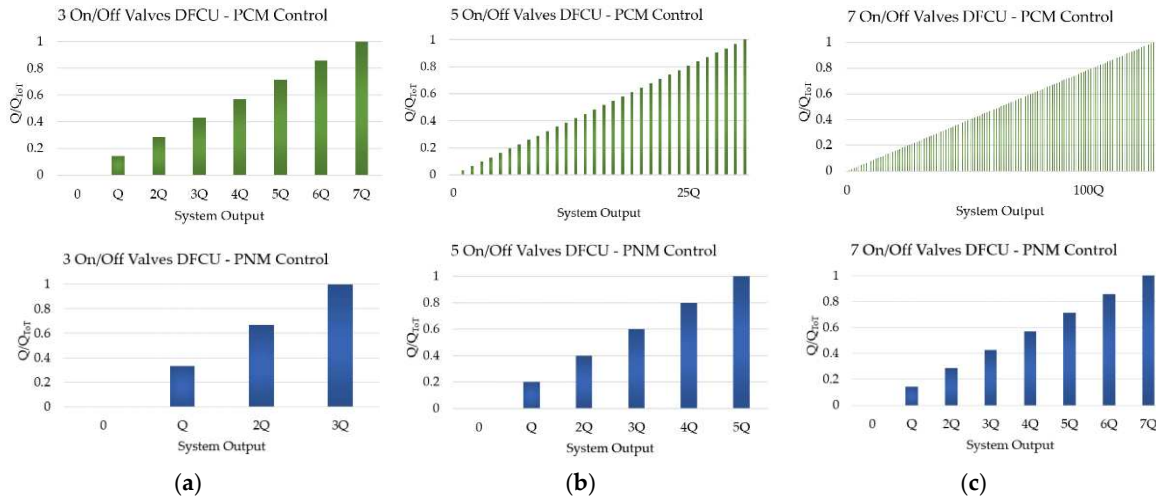 3 On/Off Valves DFCU - PCM Control
1
0.8
0.6
0.4
0.2
0
Q/QToT
0 Q 2Q 3Q 4Q 5Q 6Q 7Q
System Output
5 On/Off Valves DFCU - PCM Control
1
0.8
0.6
0.4
0.2
0
Q/QToT
0 25Q
System Output
7 On/Off Valves DFCU - PCM Control
1
0.8
0.6
0.4
0.2
0
Q/QToT
0 100Q
System Output
3 On/Off Valves DFCU - PNM Control
1
0.8
0.6
0.4
0.2
0
Q/QToT
0 Q 2Q 3Q
System Output
5 On/Off Valves DFCU - PNM Control
1
0.8
0.6
0.4
0.2
0
Q/QToT
0 Q 2Q 3Q 4Q 5Q
System Output
7 On/Off Valves DFCU - PNM Control
1
0.8
0.6
0.4
0.2
0
Q/QToT
0 Q 2Q 3Q 4Q 5Q 6Q 7Q
System Output
(a) (b) (c)